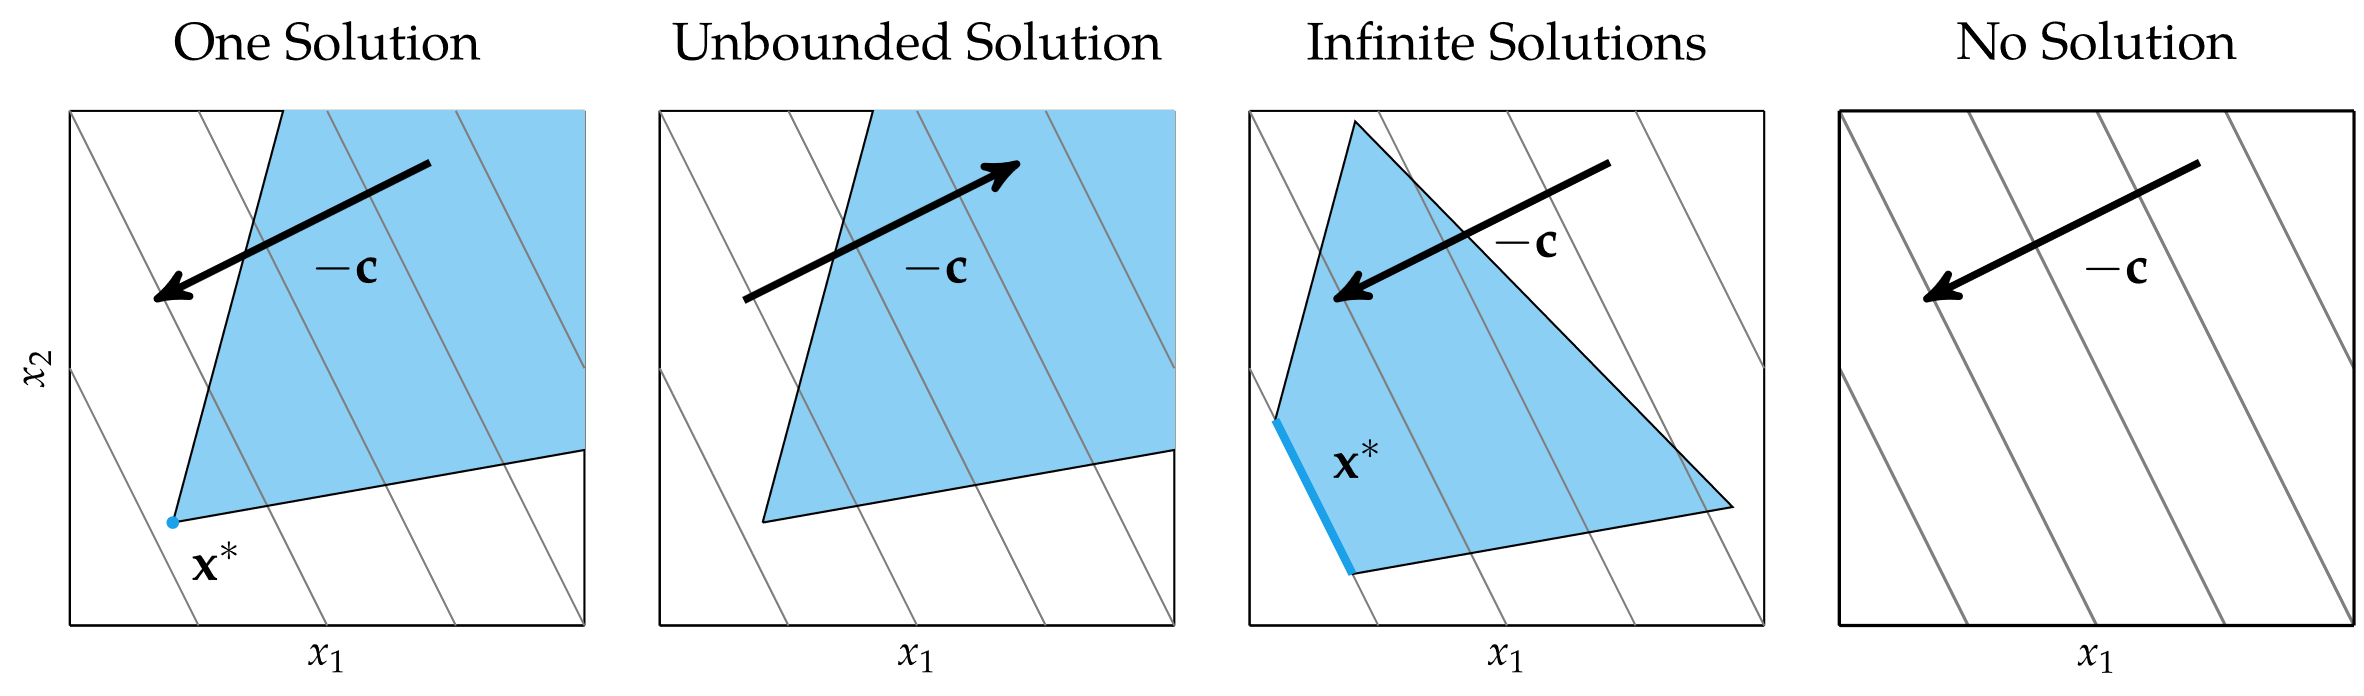 One Solution
Unbounded Solution
Infinite Solutions
No Solution
−c
−c
−c
−c
x₂
x*
x*
x₁
x₁
x₁
x₁